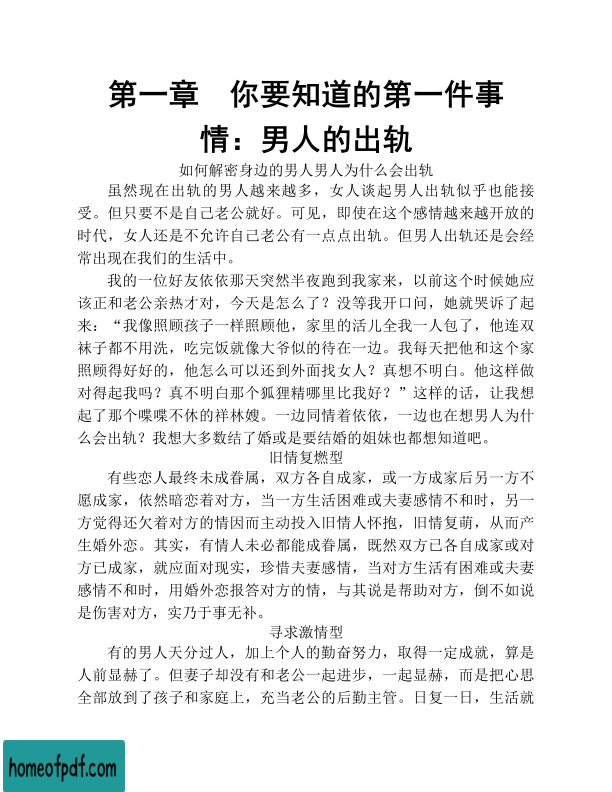 第一章　你要知道的第一件事
情：男人的出轨
如何解密身边的男人男人为什么会出轨
虽然现在出轨的男人越来越多，女人谈起男人出轨似乎也能接
受。但只要不是自己老公就好。可见，即使在这个感情越来越开放的
时代，女人还是不允许自己老公有一点点出轨。但男人出轨还是会经
常出现在我们的生活中。
我的一位好友依依那天突然半夜跑到我家来，以前这个时候她应
该正和老公亲热才对，今天是怎么了？没等我开口问，她就哭诉了起
来：“我像照顾孩子一样照顾他，家里的活儿全我一人包了，他连双
袜子都不用洗，吃完饭就像大爷似的待在一边。我每天把他和这个家
照顾得好好的，他怎么可以还到外面找女人？真想不明白。他这样做
对得起我吗？真不明白那个狐狸精哪里比我好？”这样的话，让我想
起了那个喋喋不休的祥林嫂。一边同情着依依，一边也在想男人为什
么会出轨？我想大多数结了婚或是要结婚的姐妹也都想知道吧。
旧情复燃型
有些恋人最终未成眷属，双方各自成家，或一方成家后另一方不
愿成家，依然暗恋着对方，当一方生活困难或夫妻感情不和时，另一
方觉得还欠着对方的情因而主动投入旧情人怀抱，旧情复萌，从而产
生婚外恋。其实，有情人未必都能成眷属，既然双方已各自成家或对
方已成家，就应面对现实，珍惜夫妻感情，当对方生活有困难或夫妻
感情不和时，用婚外恋报答对方的情，与其说是帮助对方，倒不如说
是伤害对方，实乃于事无补。
寻求激情型
有的男人天分过人，加上个人的勤奋努力，取得一定成就，算是
人前显赫了。但妻子却没有和老公一起进步，一起显赫，而是把心思
全部放到了孩子和家庭上，充当老公的后勤主管。日复一日，生活就
homeofpdf.com